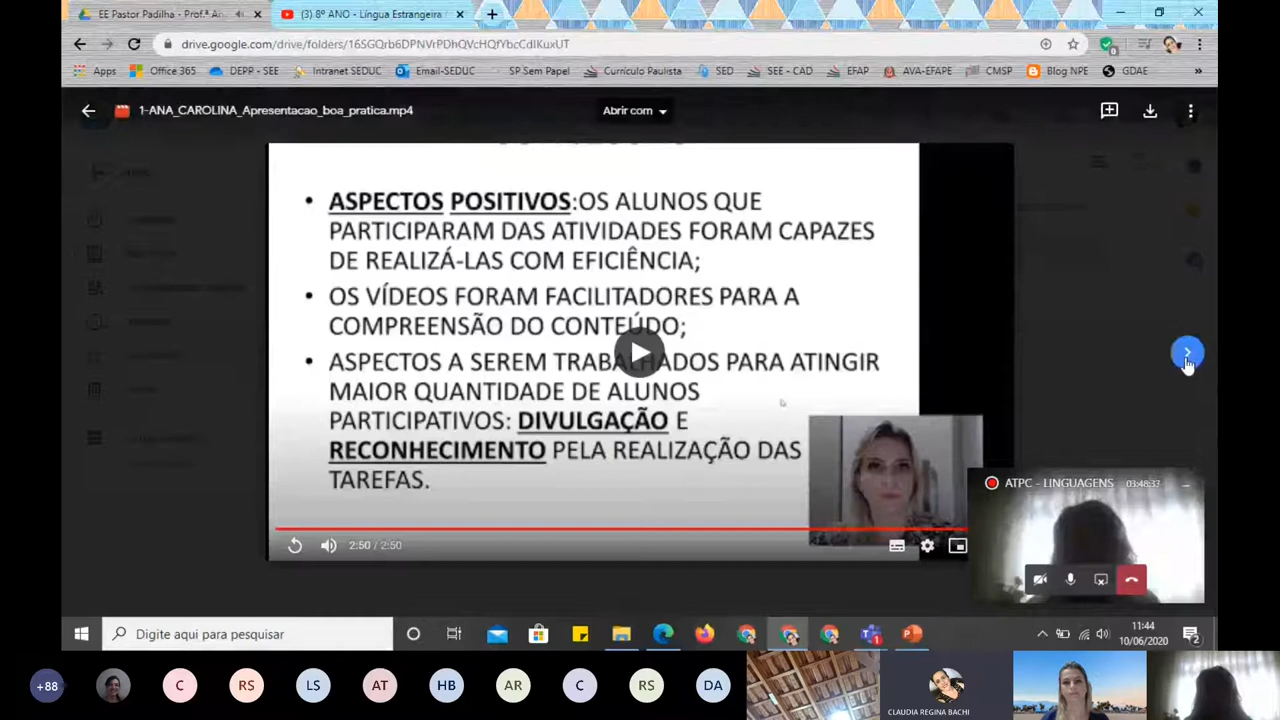 EE Pastor Padilha - Prof.ª An
(3) 8º ANO - Língua Estrangeira
drive.google.com/drive/folders/
Apps
Office 365
DEPP - SEE
Intranet SEDUC
Email-SEDUC
SP Sem Papel
Currículo Paulista
SED
SEE - CAD
EFAP
AVA-EFAPE
CMSP
Blog NPE
GDAE
»
1-ANA_CAROLINA_Apresentacao_boa_pratica.mp4
Abrir com
• ASPECTOS POSITIVOS:OS ALUNOS QUE
PARTICIPARAM DAS ATIVIDADES FORAM CAPAZES
DE REALIZÁ-LAS COM EFICIÊNCIA;
• OS VÍDEOS FORAM FACILITADORES PARA A
COMPREENSÃO DO CONTEÚDO;
• ASPECTOS A SEREM TRABALHADOS PARA ATINGIR
MAIOR QUANTIDADE DE ALUNOS
PARTICIPATIVOS: DIVULGAÇÃO E
RECONHECIMENTO PELA REALIZAÇÃO DAS
TAREFAS.
ATPC - LINGUAGENS 03:48:37
2:50 / 2:50
Digite aqui para pesquisar
11:44
10/06/2020
2
+88
C
RS
LS
AT
HB
AR
C
RS
DA
CLAUDIA REGINA BACHI